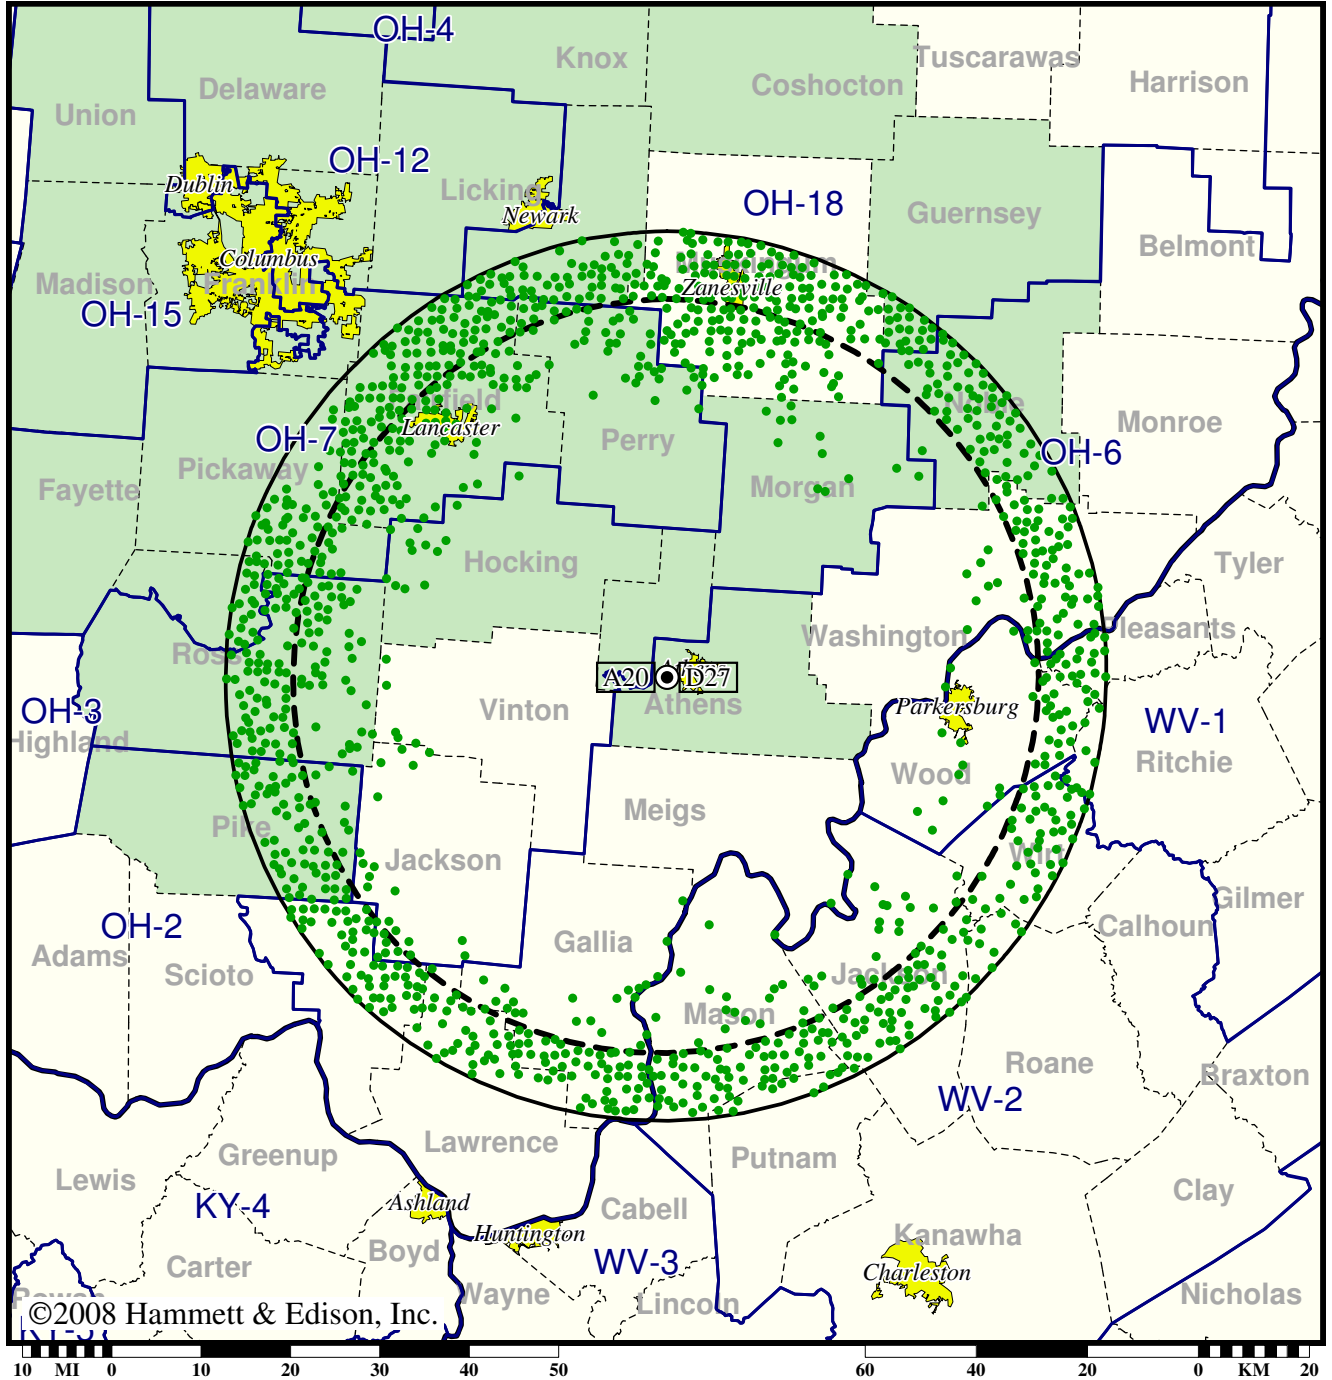 OH-4
Knox
Tuscarawas
Coshocton
Harrison
Delaware
Union
OH-12
Dublin
Licking
Newark
OH-18
Guernsey
Belmont
Columbus
Franklin
Madison
OH-15
Muskingum
Zanesville
Noble
Monroe
Lancaster
OH-7
Perry
OH-6
Pickaway
Fayette
Morgan
Hocking
Tyler
Washington
Pleasants
Ross
A20
D27
Vinton
Athens
Parkersburg
OH-3
Highland
WV-1
Ritchie
Wood
Meigs
Pike
Jackson
Wirt
Gilmer
OH-2
Adams
Scioto
Gallia
Calhoun
Jackson
Mason
Roane
Braxton
WV-2
Lawrence
Greenup
Putnam
Lewis
KY-4
Ashland
Cabell
Clay
Huntington
Boyd
Kanawha
WV-3
Charleston
Carter
Wayne
Lincoln
Nicholas
©2008 Hammett & Edison, Inc.
10 MI 0 10 20 30 40 50
60 40 20 0 KM 20